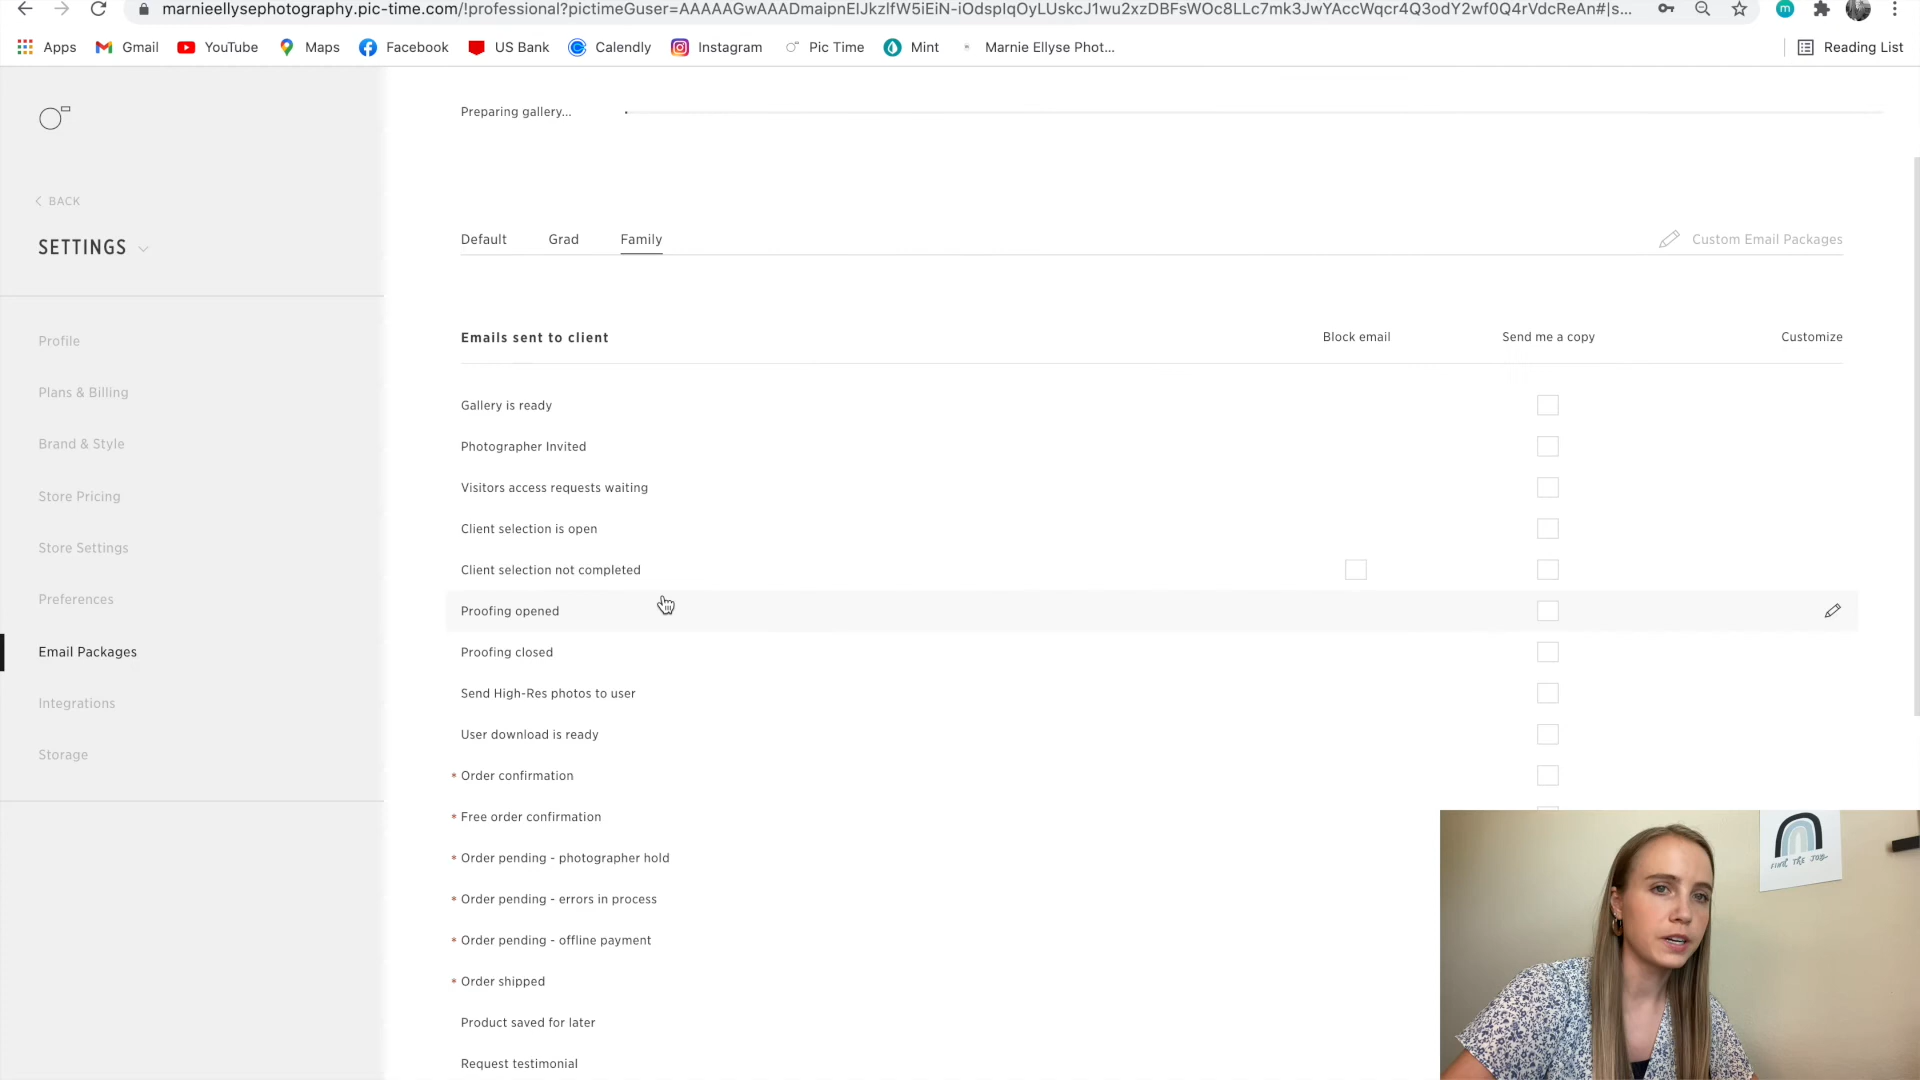 marnieellysephotography.pic-time.com/!professional?pictimeGuser=AAAAAGwAAADmaipnEIJkzIfW5iEiN-iOdspIqOyLUskcJ1wu2xzDBFsWOc8LLc7mk3JwYAccWqcr4Q3odY2wf0Q4rVdcReAn#|s...
Apps Gmail YouTube Maps Facebook US Bank Calendly Instagram Pic Time Mint Marnie Ellyse Phot... Reading List
Preparing gallery...
BACK
SETTINGS
Default Grad Family Custom Email Packages
Emails sent to client Block email Send me a copy Customize
Profile
Plans & Billing
Brand & Style
Store Pricing
Store Settings
Preferences
Email Packages
Integrations
Storage
Gallery is ready
Photographer Invited
Visitors access requests waiting
Client selection is open
Client selection not completed
Proofing opened
Proofing closed
Send High-Res photos to user
User download is ready
* Order confirmation
* Free order confirmation
* Order pending - photographer hold
* Order pending - errors in process
* Order pending - offline payment
* Order shipped
Product saved for later
Request testimonial
FIND THE JOY
m